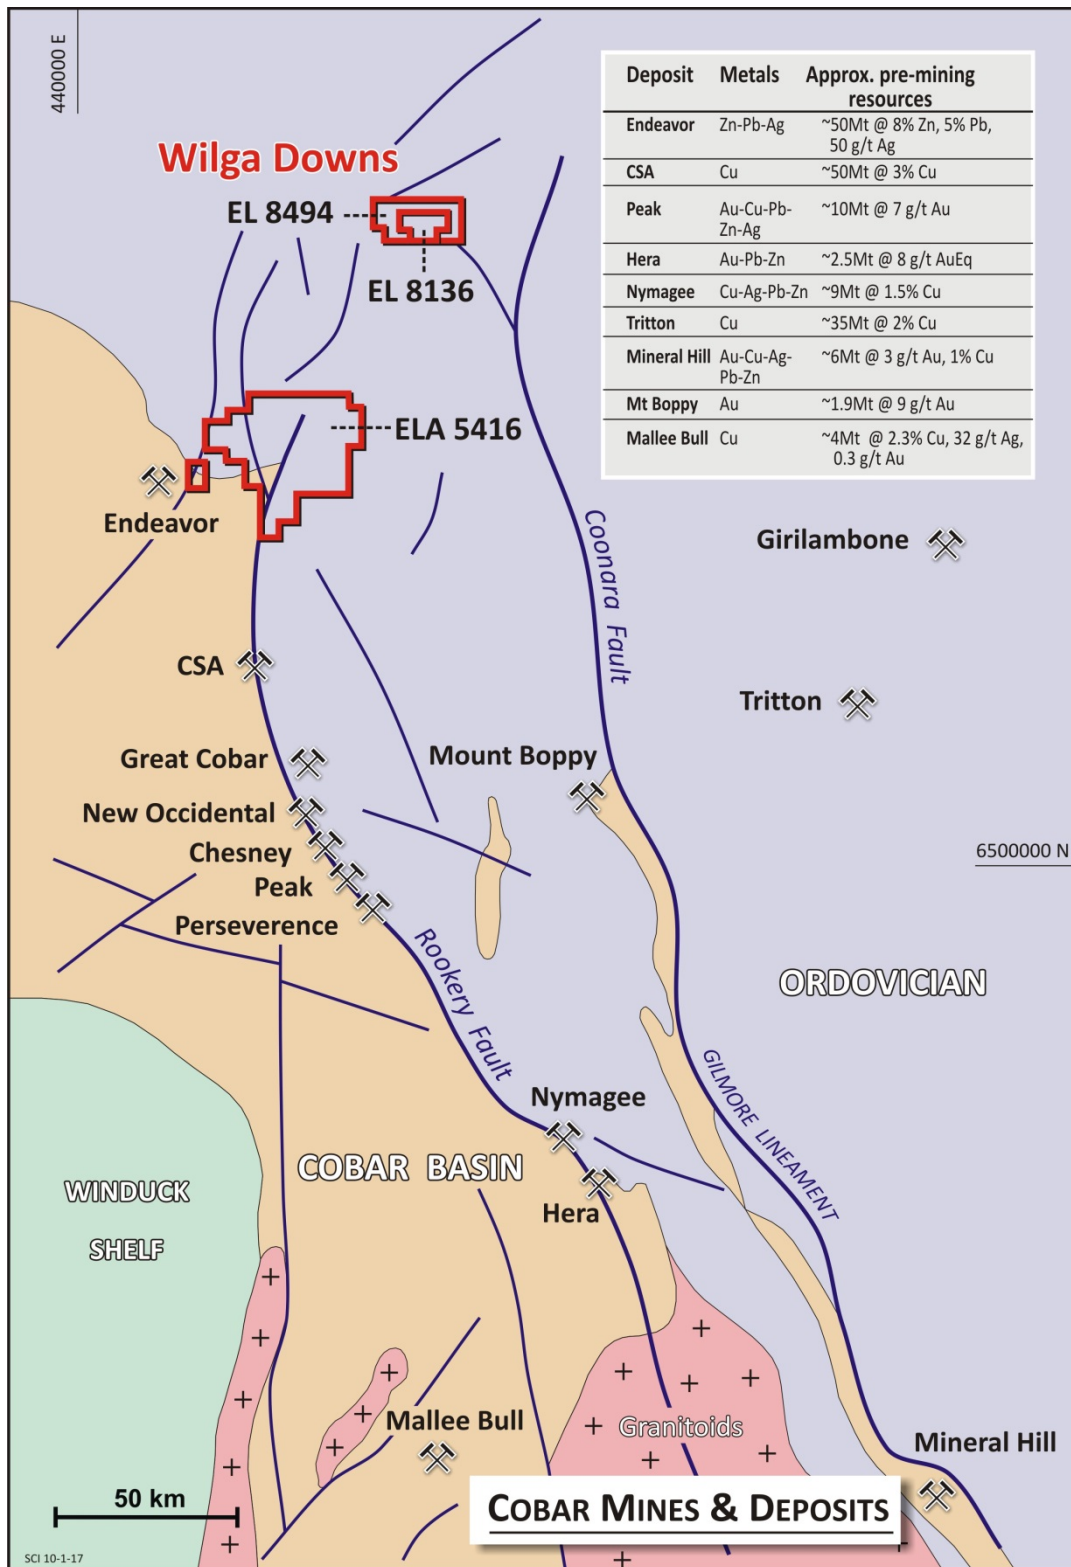 440000 E
Deposit Metals Approx. pre-mining
resources
Endeavor Zn-Pb-Ag ~50Mt @ 8% Zn, 5% Pb,
50 g/t Ag
CSA Cu ~50Mt @ 3% Cu
Peak Au-Cu-Pb- ~10Mt @ 7 g/t Au
Zn-Ag
Hera Au-Pb-Zn ~2.5Mt @ 8 g/t AuEq
Nymagee Cu-Ag-Pb-Zn ~9Mt @ 1.5% Cu
Tritton Cu ~35Mt @ 2% Cu
Mineral Hill Au-Cu-Ag- ~6Mt @ 3 g/t Au, 1% Cu
Pb-Zn
Mt Boppy Au ~1.9Mt @ 9 g/t Au
Mallee Bull Cu ~4Mt @ 2.3% Cu, 32 g/t Ag,
0.3 g/t Au
Wilga Downs
EL 8494
EL 8136
ELA 5416
Endeavor
Coonara Fault
Girilambone
CSA
Tritton
Great Cobar
Mount Boppy
New Occidental
Chesney
6500000 N
Peak
Perseverence
Rookery Fault
ORDOVICIAN
GILMORE LINEAMENT
Nymagee
COBAR BASIN
WINDUCK
SHELF
Hera
Mallee Bull
Granitoids
Mineral Hill
50 km
COBAR MINES & DEPOSITS
SCI 10-1-17